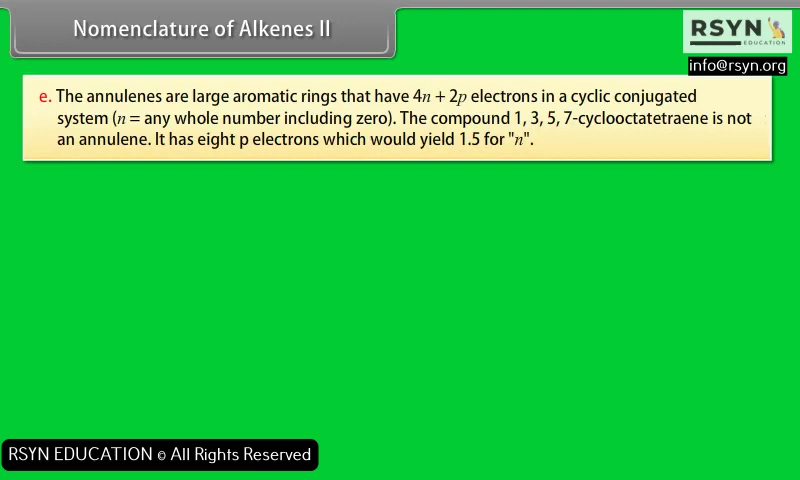 Nomenclature of Alkenes II
RSYN
EDUCATION
info@rsyn.org
e. The annulenes are large aromatic rings that have 4n + 2p electrons in a cyclic conjugated
system (n = any whole number including zero). The compound 1, 3, 5, 7-cyclooctatetraene is not
an annulene. It has eight p electrons which would yield 1.5 for "n".
RSYN EDUCATION © All Rights Reserved